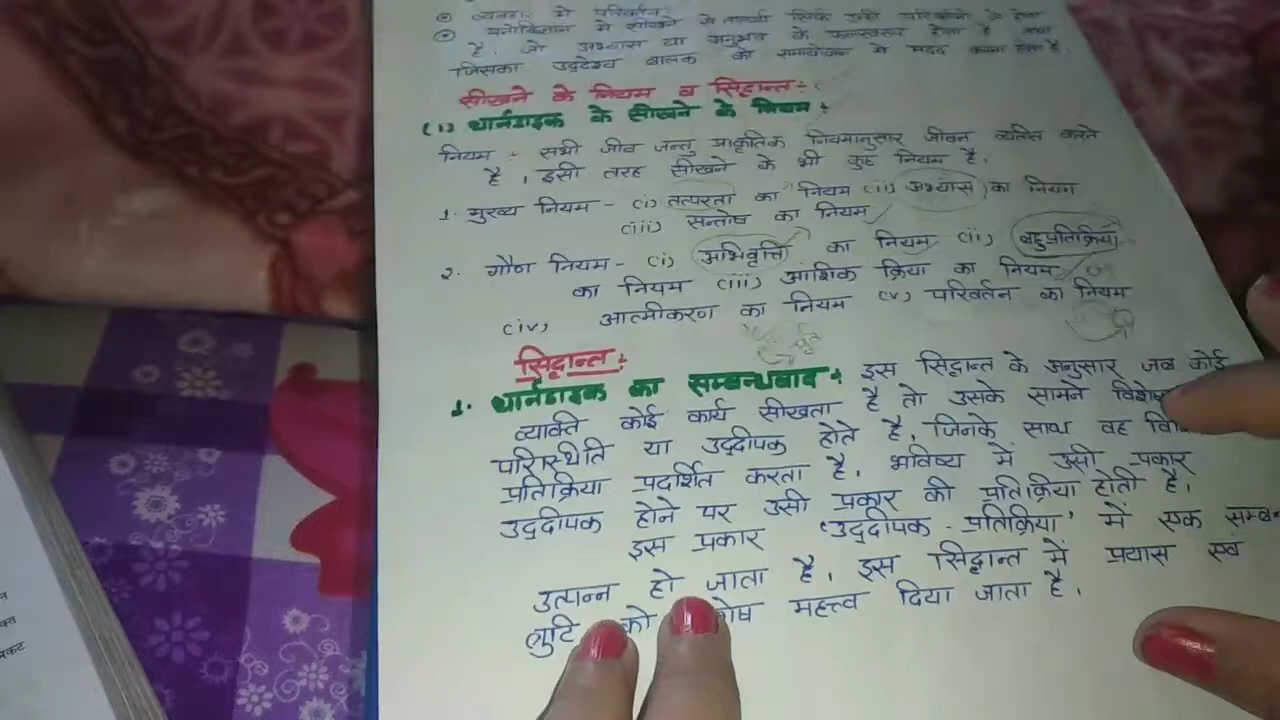 व्यवहार में परिवर्तन
मनोविज्ञान में सीखने से तात्पर्य सिर्फ उन्हीं परिवर्तनों से होता
है, जो अभ्यास या अनुभव के फलस्वरूप होता है तथा
जिसका उद्देश्य बालक को समायोजन में मदद करना होता है.
सीखने के नियम व सिद्दान्त:-
(1) थार्नडाइक के सीखने के नियम:
नियम :- सभी जीव जन्तु प्राकृतिक नियमानुसार जीवन व्यतित करते
है, इसी तरह सीखने के भी कुछ नियम है.
1. मुख्य नियम - (i) तत्परता का नियम (ii) अभ्यास का नियम
(iii) सन्तोष का नियम
2. गौण नियम - (i) अभिवृत्ति का नियम (ii) बहुप्रतिक्रिया
का नियम (iii) आंशिक क्रिया का नियम
(iv) आत्मीकरण का नियम (v) परिवर्तन का नियम
सिद्दान्त :-
1. थार्नडाइक का सम्बन्धवाद : इस सिद्दान्त के अनुसार जब कोई
व्याक्ति कोई कार्य सीखता है तो उसके सामने
परिस्थिति या उद्‌दीपक होते है, जिनके साथ वह
प्रतिक्रिया प्रदर्शित करता है. भविष्य में उसी प्रकार
उद्‌दीपक होने पर उसी प्रकार की प्रतिक्रिया होती है.
इस प्रकार 'उद्‌दीपक - प्रतिक्रिया' में एक
उत्पन्न हो जाता है. इस सिद्दान्त में प्रयास एवं
त्रुटि को महत्त्व दिया जाता है.